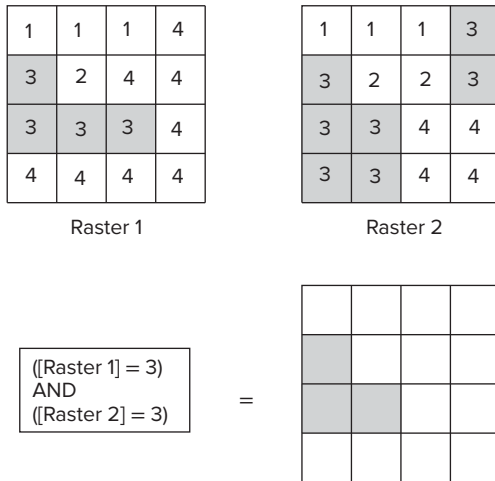 1 1 1 4
3 2 4 4
3 3 3 4
4 4 4 4
Raster 1
1 1 1 3
3 2 2 3
3 3 4 4
3 3 4 4
Raster 2
([Raster 1] = 3)
AND
([Raster 2] = 3)
=